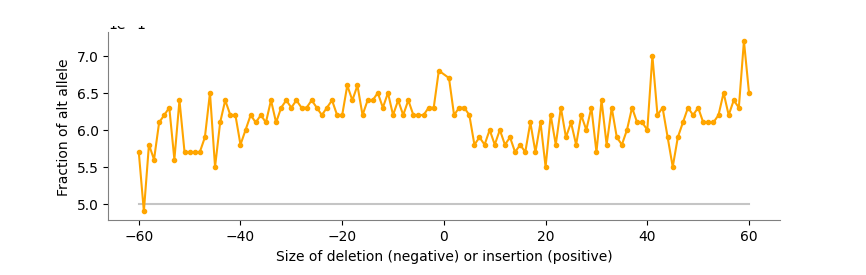 7.0
6.5
6.0
5.5
5.0
Fraction of alt allele
−60 −40 −20 0 20 40 60
Size of deletion (negative) or insertion (positive)